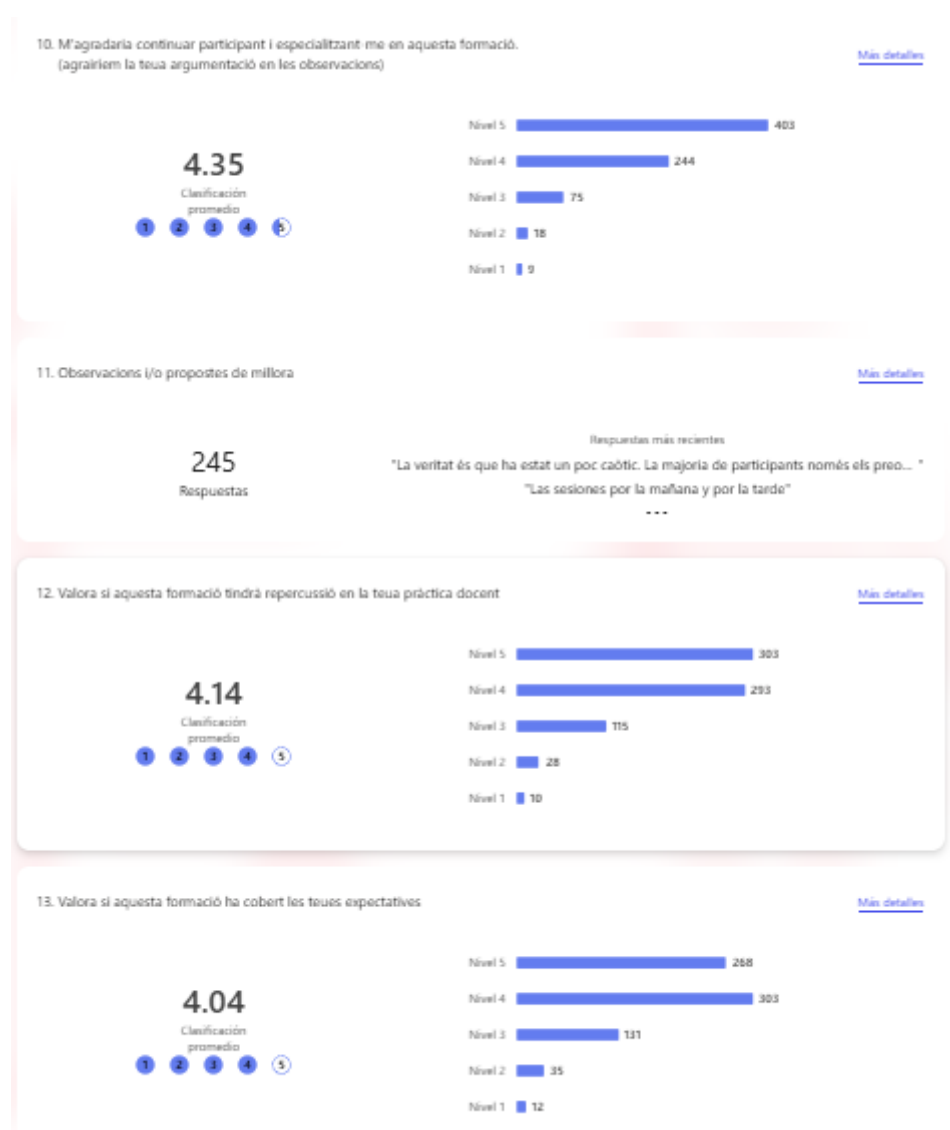 10. M'agradaria continuar participant i especialitzant-me en aquesta formació.
(agrairiem la teua argumentació en les observacions)
Más detalles
4.35
Clasificación
promedio
1 2 3 4 5
Nivel 5 403
Nivel 4 244
Nivel 3 75
Nivel 2 18
Nivel 1 9
11. Observacions i/o propostes de millora
Más detalles
245
Respuestas
Respuestas más recientes
"La veritat és que ha estat un poc caòtic. La majoria de participants només els preo... "
"Las sesiones por la mañana y por la tarde"
---
12. Valora si aquesta formació tindrà repercussió en la teua pràctica docent
Más detalles
4.14
Clasificación
promedio
1 2 3 4 5
Nivel 5 303
Nivel 4 293
Nivel 3 115
Nivel 2 28
Nivel 1 10
13. Valora si aquesta formació ha cobert les teues expectatives
Más detalles
4.04
Clasificación
promedio
1 2 3 4 5
Nivel 5 268
Nivel 4 303
Nivel 3 131
Nivel 2 35
Nivel 1 12